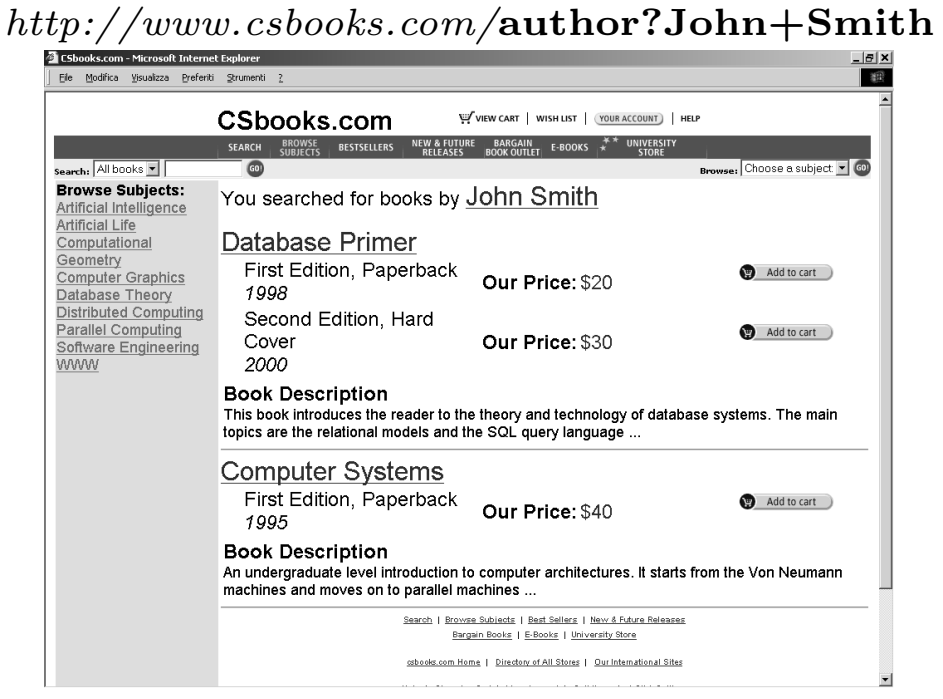 http://www.csbooks.com/author?John+Smith
CSbooks.com - Microsoft Internet Explorer
File Modifica Visualizza Preferiti Strumenti ?
CSbooks.com
VIEW CART | WISH LIST | YOUR ACCOUNT | HELP
SEARCH BROWSE SUBJECTS BESTSELLERS NEW & FUTURE RELEASES BARGAIN BOOK OUTLET E-BOOKS UNIVERSITY STORE
Search: All books GO! Browse: Choose a subject GO!
Browse Subjects:
Artificial Intelligence
Artificial Life
Computational
Geometry
Computer Graphics
Database Theory
Distributed Computing
Parallel Computing
Software Engineering
WWW
You searched for books by John Smith
Database Primer
First Edition, Paperback
1998
Our Price: $20
Add to cart
Second Edition, Hard
Cover
2000
Our Price: $30
Add to cart
Book Description
This book introduces the reader to the theory and technology of database systems. The main
topics are the relational models and the SQL query language ...
Computer Systems
First Edition, Paperback
1995
Our Price: $40
Add to cart
Book Description
An undergraduate level introduction to computer architectures. It starts from the Von Neumann
machines and moves on to parallel machines ...
Search | Browse Subjects | Best Sellers | New & Future Releases
Bargain Books | E-Books | University Store
csbooks.com Home | Directory of All Stores | Our International Sites